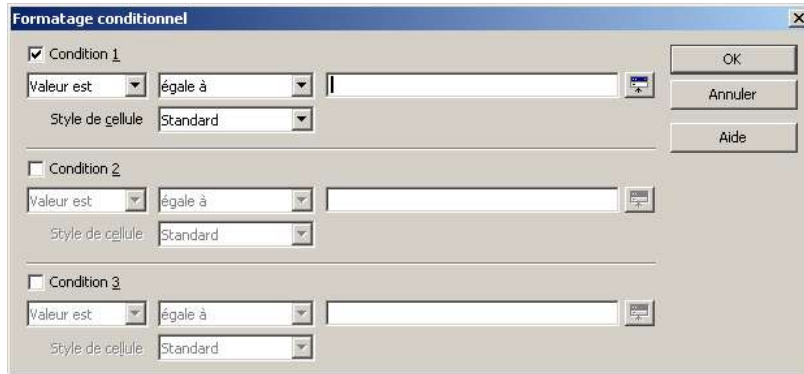 Formatage conditionnel
Condition 1
Valeur est égale à
Style de cellule Standard
Condition 2
Valeur est égale à
Style de cellule Standard
Condition 3
Valeur est égale à
Style de cellule Standard
OK
Annuler
Aide